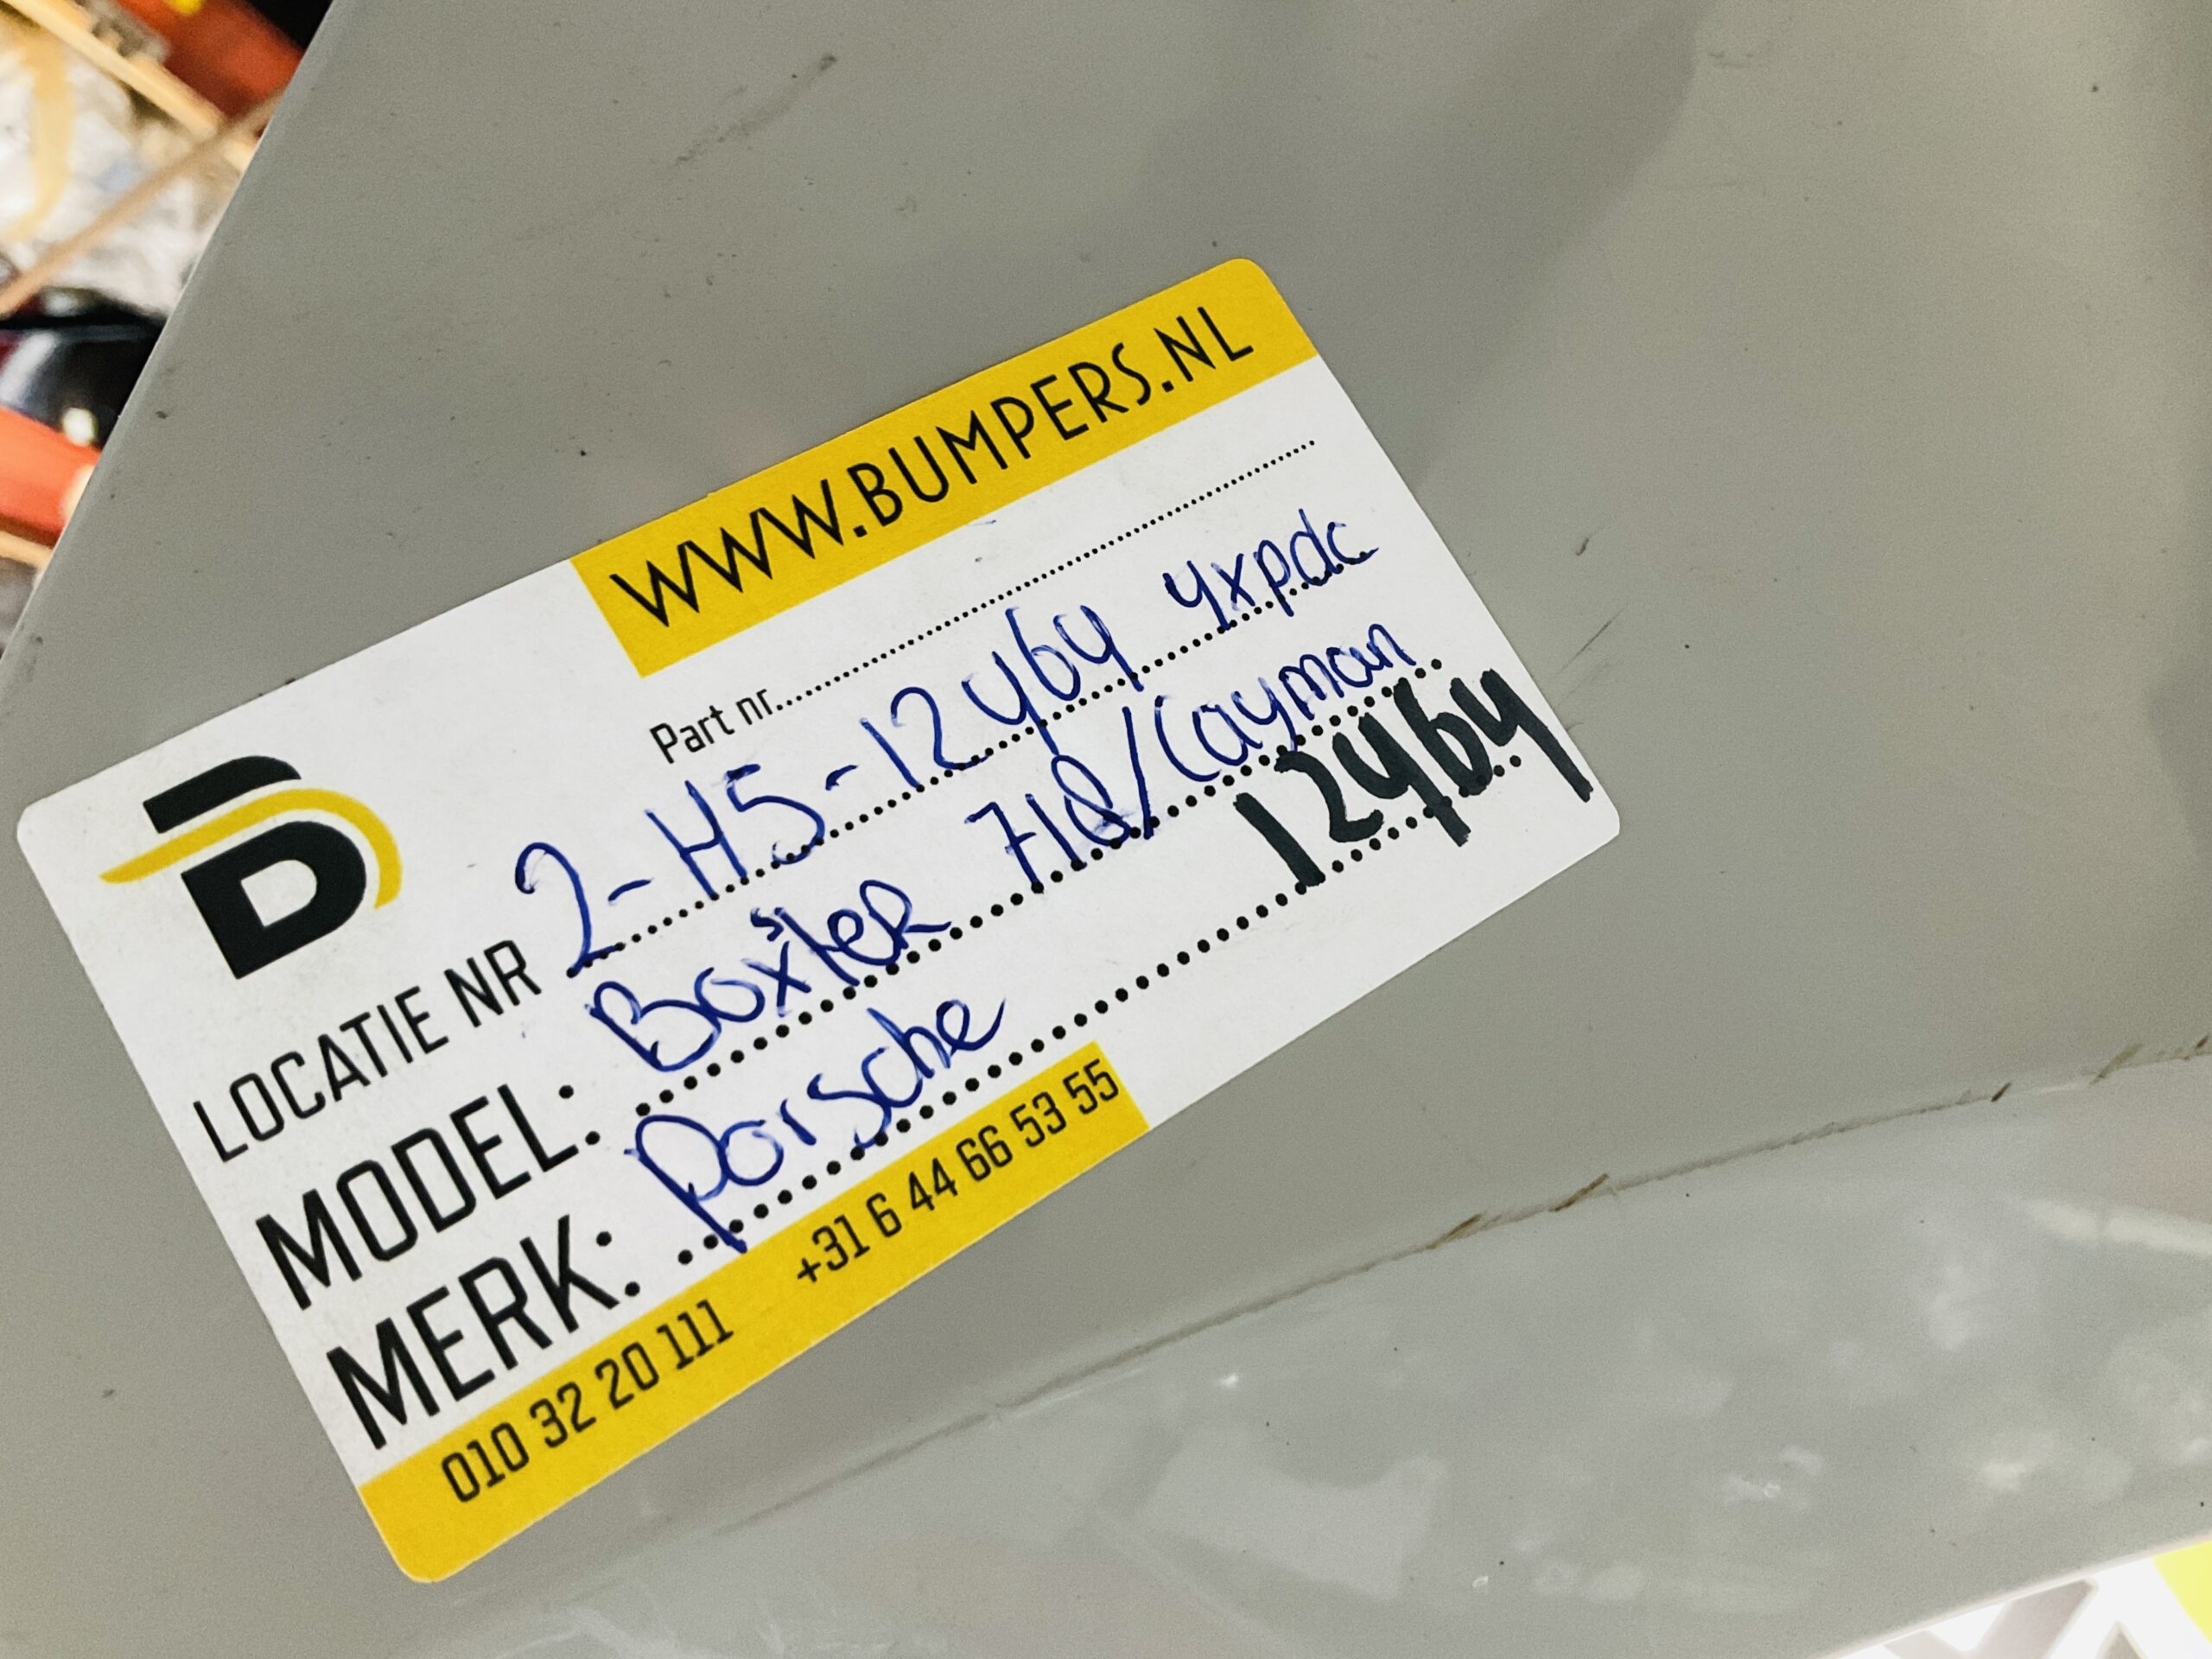 WWW.BUMPERS.NL
Part nr.
LOCATIE NR 2-H5-12464 4xpdc
MODEL: Boxster 718/Cayman
MERK: Porsche 12464
010 32 20 111 +31 6 44 66 53 55